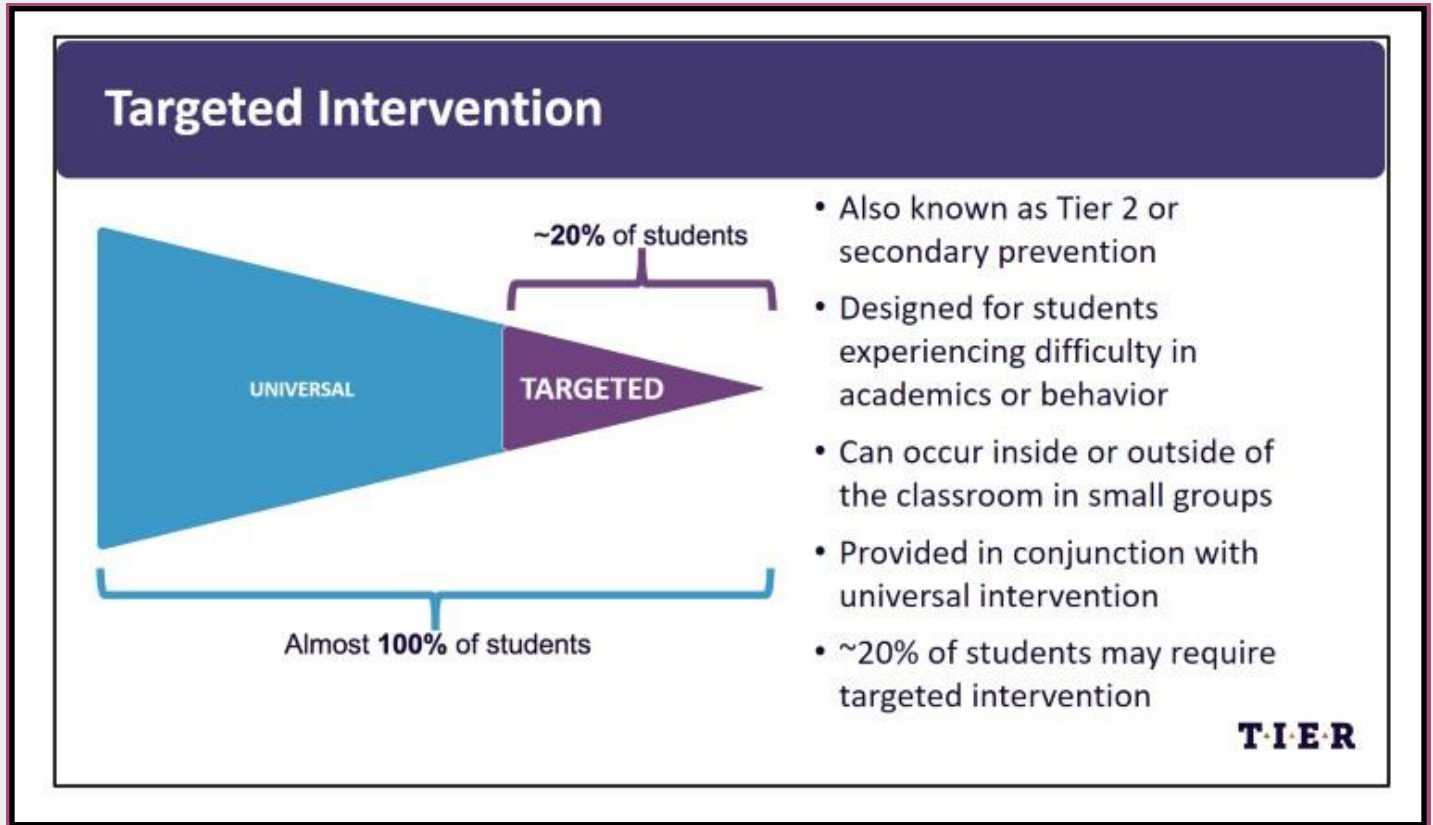 Targeted Intervention
~20% of students
UNIVERSAL
TARGETED
Almost 100% of students
• Also known as Tier 2 or
secondary prevention
• Designed for students
experiencing difficulty in
academics or behavior
• Can occur inside or outside of
the classroom in small groups
• Provided in conjunction with
universal intervention
• ~20% of students may require
targeted intervention
T·I·E·R